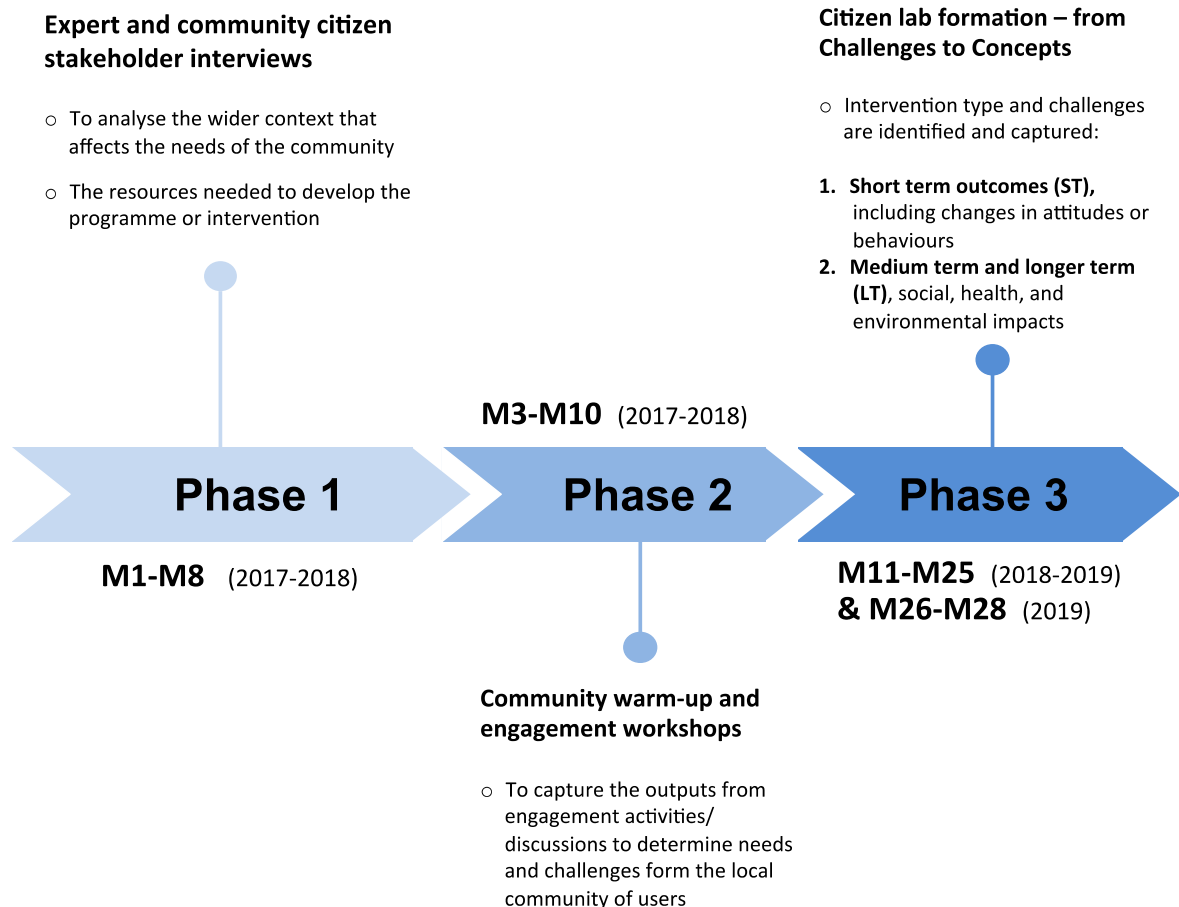 Expert and community citizen
stakeholder interviews
○ To analyse the wider context that
affects the needs of the community
○ The resources needed to develop the
programme or intervention
Citizen lab formation – from
Challenges to Concepts
○ Intervention type and challenges
are identified and captured:
1. Short term outcomes (ST),
including changes in attitudes or
behaviours
2. Medium term and longer term
(LT), social, health, and
environmental impacts
M3-M10 (2017-2018)
Phase 1
Phase 2
Phase 3
M1-M8 (2017-2018)
M11-M25 (2018-2019)
& M26-M28 (2019)
Community warm-up and
engagement workshops
○ To capture the outputs from
engagement activities/
discussions to determine needs
and challenges form the local
community of users